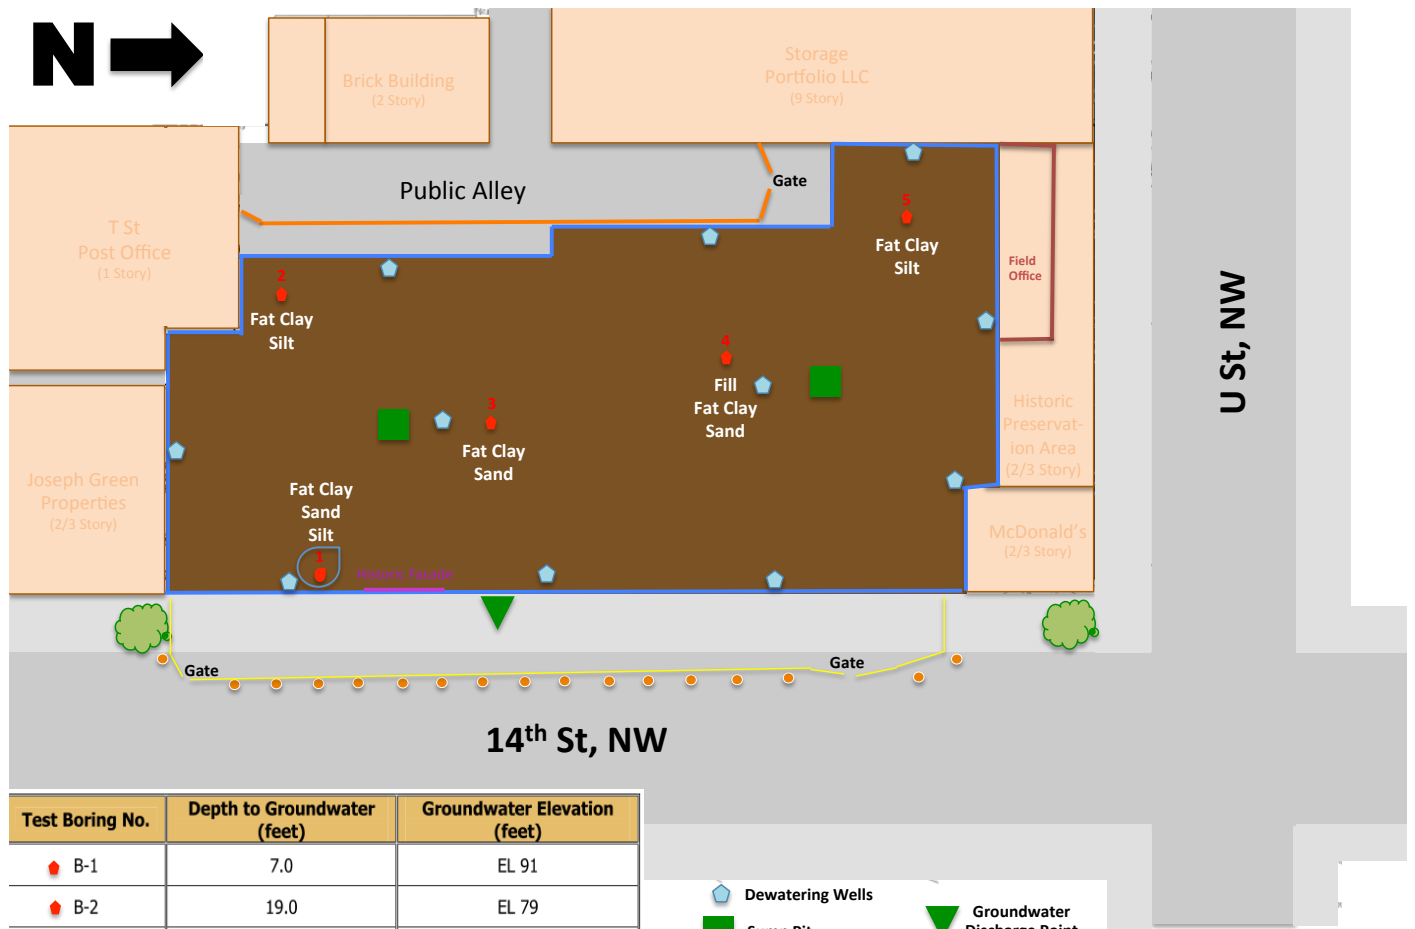 N
Storage
Portfolio LLC
(9 Story)
Brick Building
(2 Story)
Gate
Public Alley
T St
Post Office
(1 Story)
5
Fat Clay
Silt
Field
Office
2
Fat Clay
Silt
U St, NW
4
Fill
Fat Clay
Sand
3
Fat Clay
Sand
Historic
Preservat-
ion Area
(2/3 Story)
Joseph Green
Properties
(2/3 Story)
Fat Clay
Sand
Silt
1
Historic Facade
McDonald's
(2/3 Story)
Gate
Gate
14th St, NW
Test Boring No.
Depth to Groundwater
(feet)
Groundwater Elevation
(feet)
B-1
7.0
EL 91
B-2
19.0
EL 79
Dewatering Wells
Groundwater
Discharge Point
Sump Pit